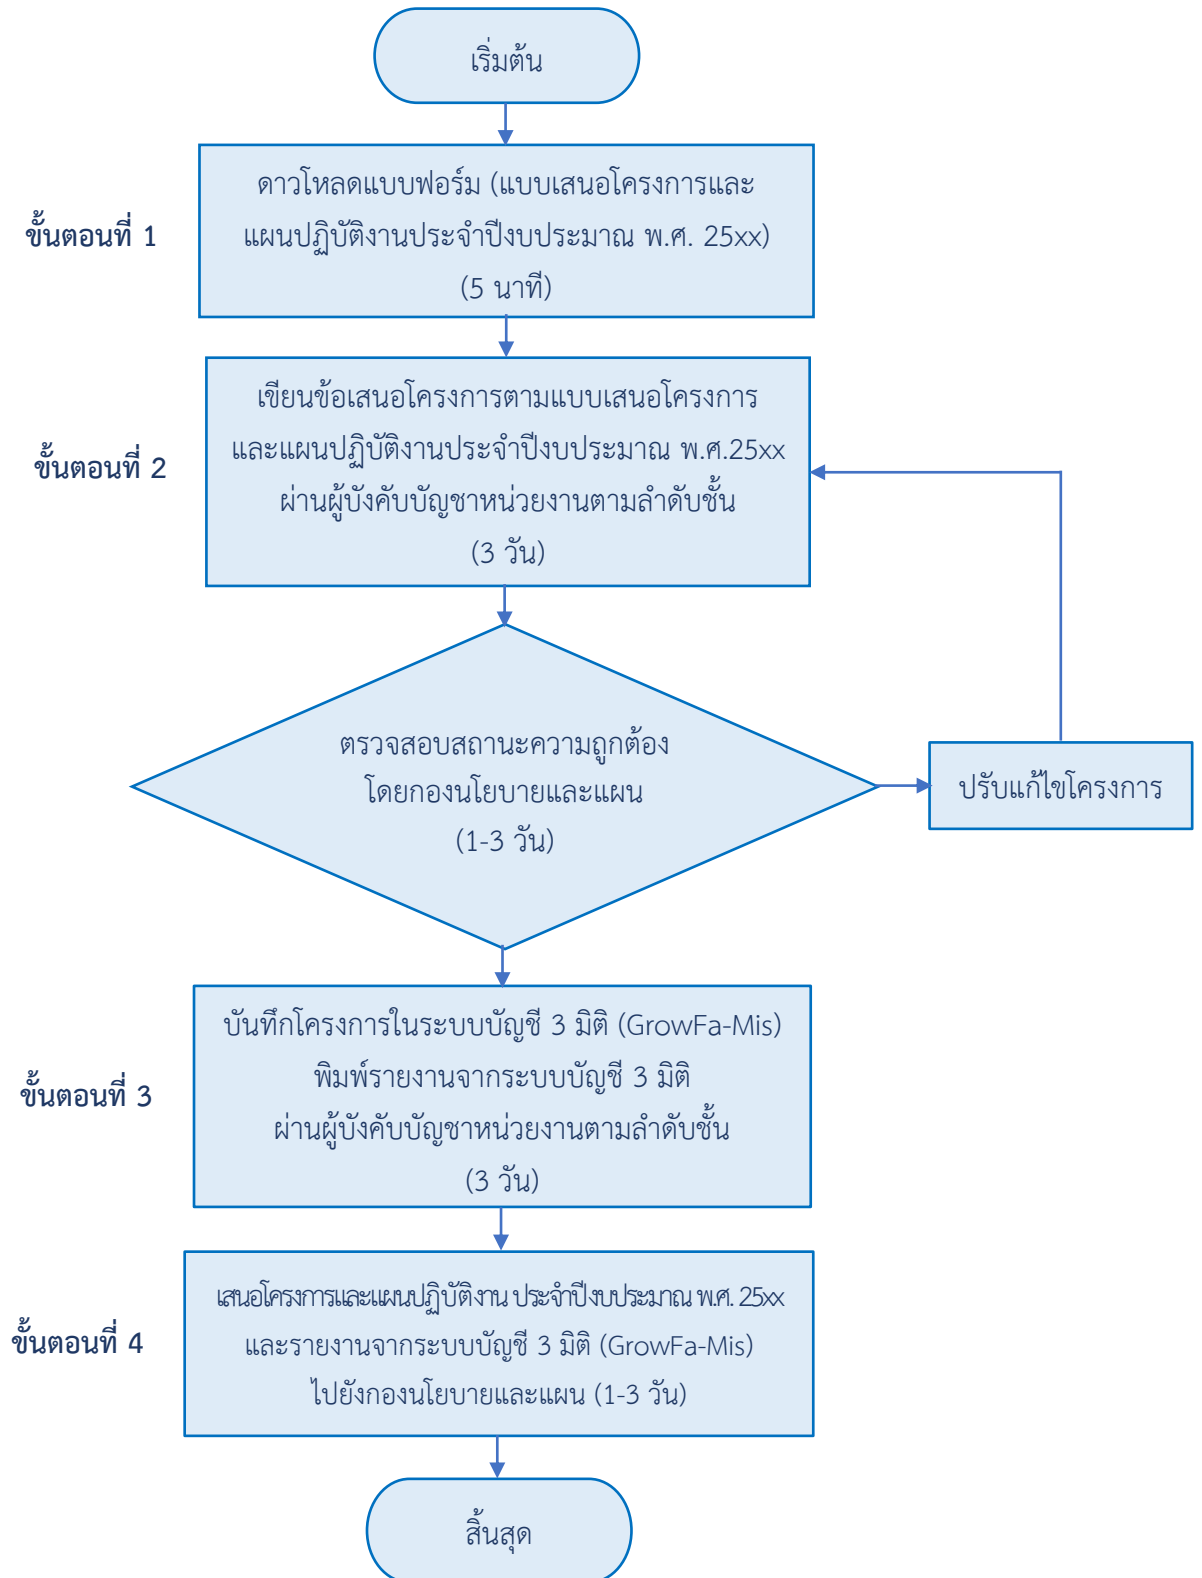 เริ่มต้น
ขั้นตอนที่ 1
ดาวโหลดแบบฟอร์ม (แบบเสนอโครงการและ
แผนปฏิบัติงานประจำปีงบประมาณ พ.ศ. 25xx)
(5 นาที)
ขั้นตอนที่ 2
เขียนข้อเสนอโครงการตามแบบเสนอโครงการ
และแผนปฏิบัติงานประจำปีงบประมาณ พ.ศ.25xx
ผ่านผู้บังคับบัญชาหน่วยงานตามลำดับชั้น
(3 วัน)
ตรวจสอบสถานะความถูกต้อง
โดยกองนโยบายและแผน
(1-3 วัน)
ปรับแก้ไขโครงการ
ขั้นตอนที่ 3
บันทึกโครงการในระบบบัญชี 3 มิติ (GrowFa-Mis)
พิมพ์รายงานจากระบบบัญชี 3 มิติ
ผ่านผู้บังคับบัญชาหน่วยงานตามลำดับชั้น
(3 วัน)
ขั้นตอนที่ 4
เสนอโครงการและแผนปฏิบัติงาน ประจำปีงบประมาณ พ.ศ. 25xx
และรายงานจากระบบบัญชี 3 มิติ (GrowFa-Mis)
ไปยังกองนโยบายและแผน (1-3 วัน)
สิ้นสุด